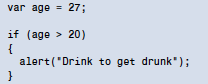 var age = 27;
if (age > 20)
{
alert("Drink to get drunk");
}